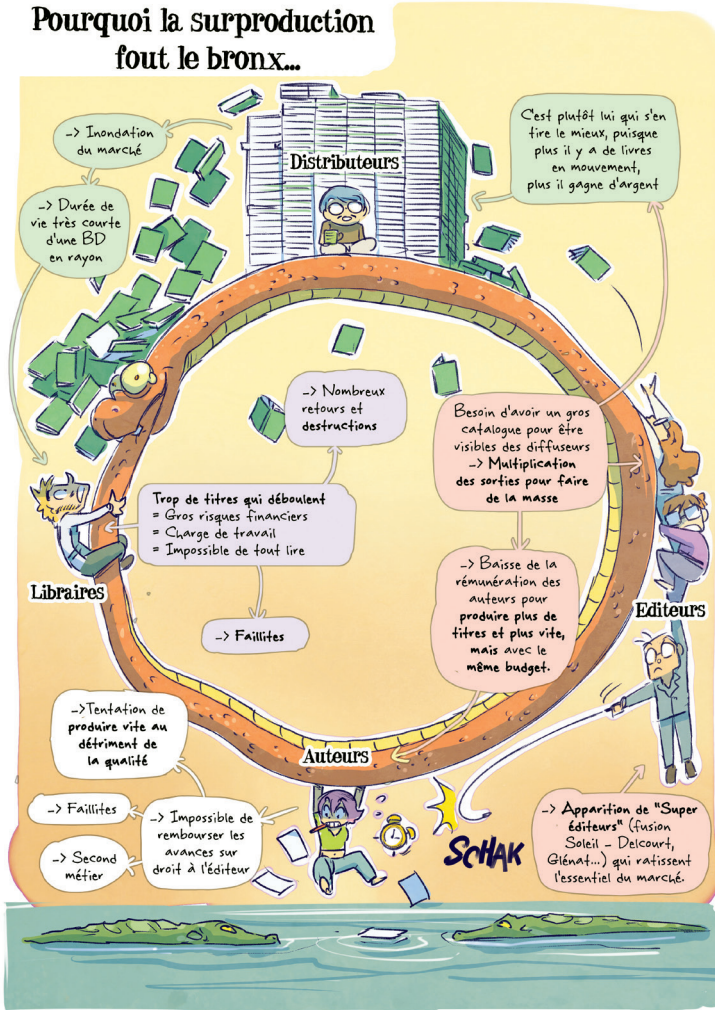 Pourquoi la surproduction
fout le bronx...
-> Inondation
du marché
Distributeurs
C'est plutôt lui qui s'en
tire le mieux, puisque
plus il y a de livres
en mouvement,
plus il gagne d'argent
-> Durée de
vie très courte
d'une BD
en rayon
-> Nombreux
retours et
destructions
Besoin d'avoir un gros
catalogue pour être
visibles des diffuseurs
-> Multiplication
des sorties pour faire
de la masse
Trop de titres qui déboulent
= Gros risques financiers
= Charge de travail
= Impossible de tout lire
Libraires
-> Baisse de la
rémunération des
auteurs pour
produire plus de
titres et plus vite,
mais avec le
même budget.
Editeurs
-> Faillites
-> Tentation de
produire vite au
détriment de
la qualité
Auteurs
-> Faillites
-> Impossible de
rembourser les
avances sur
droit à l'éditeur
-> Second
métier
SCHAK
-> Apparition de "Super
éditeurs" (fusion
Soleil - Delcourt,
Glénat...) qui ratissent
l'essentiel du marché.